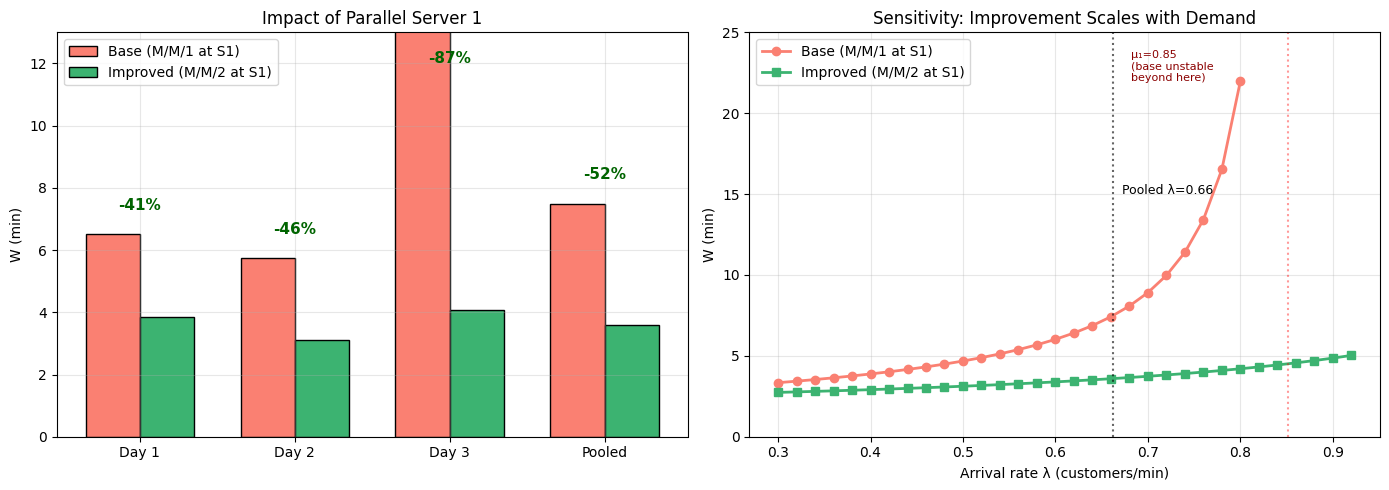 Impact of Parallel Server 1
Base (M/M/1 at S1)
Improved (M/M/2 at S1)
-41%
-46%
-87%
-52%
W (min)
0
2
4
6
8
10
12
Day 1
Day 2
Day 3
Pooled
Sensitivity: Improvement Scales with Demand
Base (M/M/1 at S1)
Improved (M/M/2 at S1)
μ₁=0.85
(base unstable
beyond here)
Pooled λ=0.66
W (min)
0
5
10
15
20
25
0.3
0.4
0.5
0.6
0.7
0.8
0.9
Arrival rate λ (customers/min)